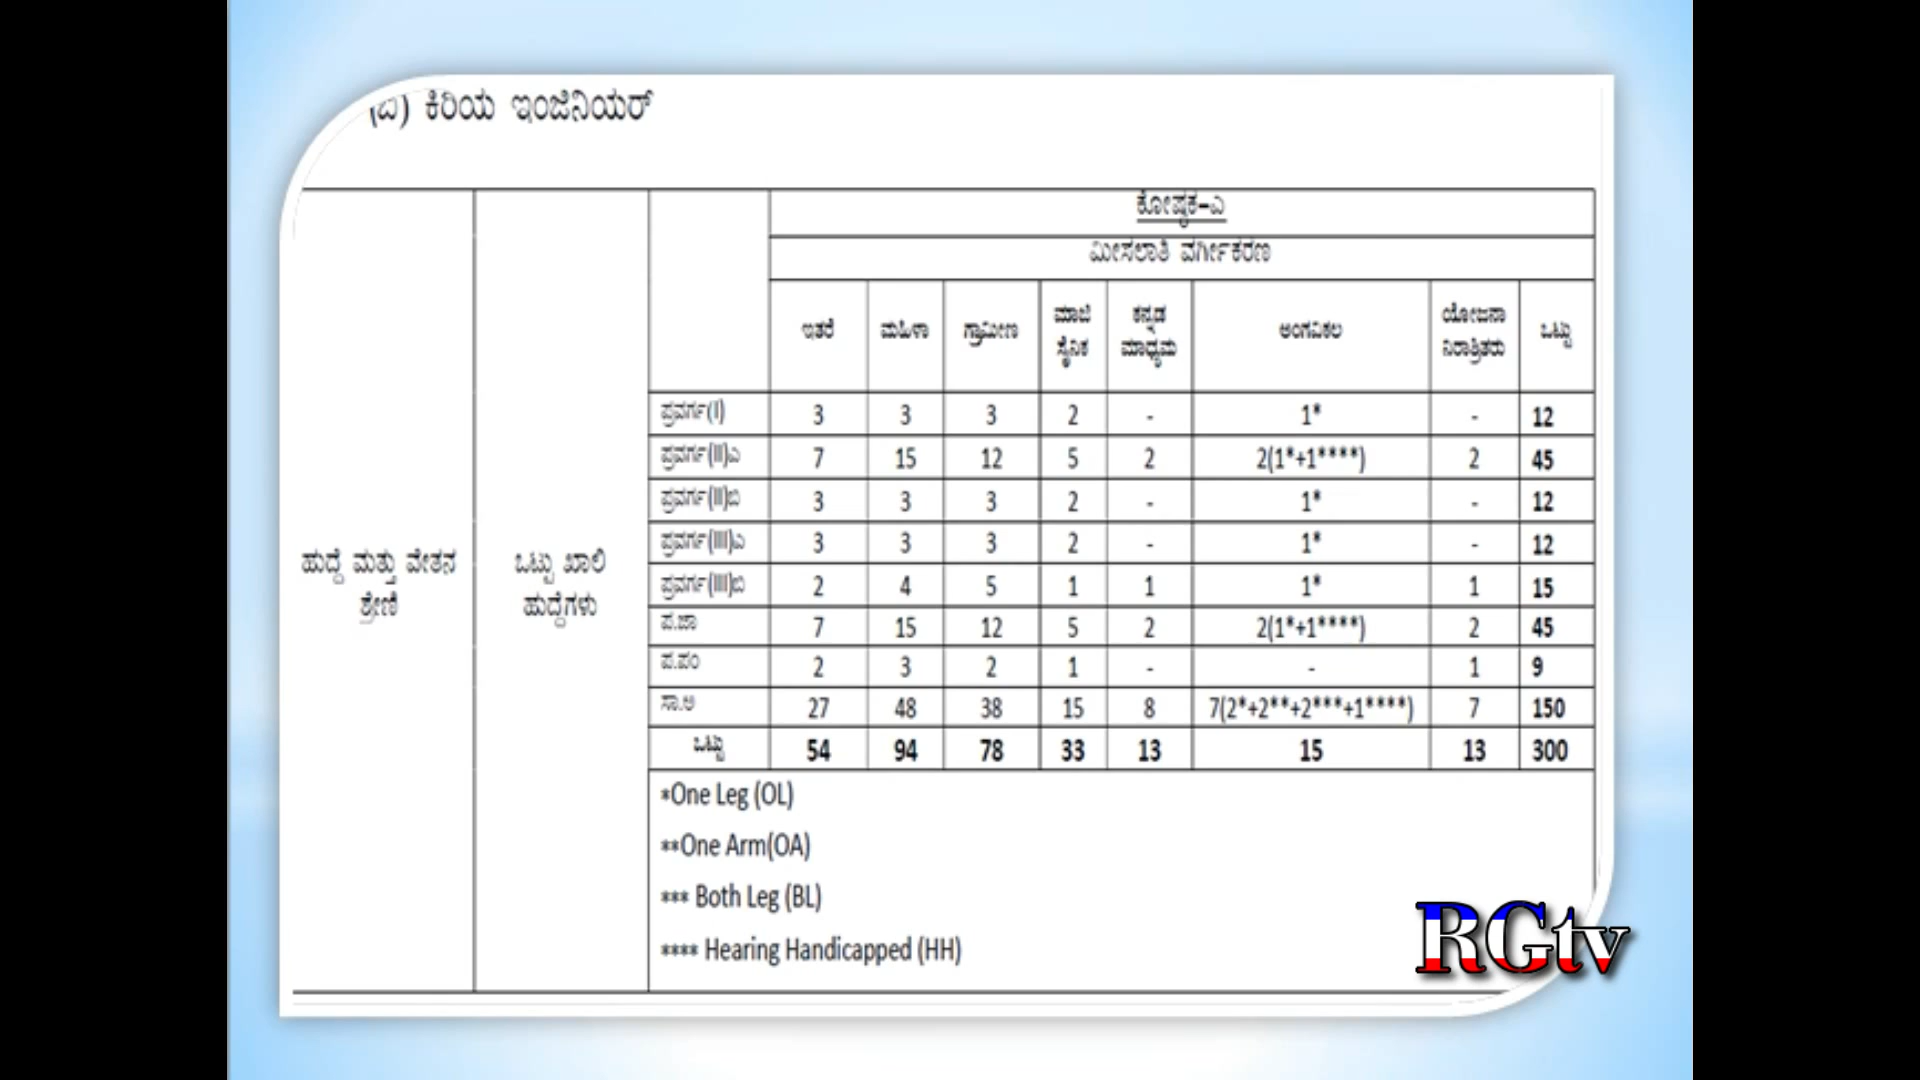 (ಬಿ) ಕಿರಿಯ ಇಂಜಿನಿಯರ್
ಹುದ್ದೆ ಮತ್ತು ವೇತನ
ಶ್ರೇಣಿ
ಒಟ್ಟು ಖಾಲಿ
ಹುದ್ದೆಗಳು
ಕೋಷ್ಠಕ-ಎ
ಮೀಸಲಾತಿ ವರ್ಗೀಕರಣ
ಇತರೆ ಮಹಿಳಾ ಗ್ರಾಮೀಣ ಮಾಜಿ ಸೈನಿಕ ಕನ್ನಡ ಮಾಧ್ಯಮ ಅಂಗವಿಕಲ ಯೋಜನಾ ನಿರಾಶ್ರಿತರು ಒಟ್ಟು
ಪ್ರವರ್ಗ(I) 3 3 3 2 - 1* - 12
ಪ್ರವರ್ಗ(II)ಎ 7 15 12 5 2 2(1*+1****) 2 45
ಪ್ರವರ್ಗ(II)ಬಿ 3 3 3 2 - 1* - 12
ಪ್ರವರ್ಗ(III)ಎ 3 3 3 2 - 1* - 12
ಪ್ರವರ್ಗ(III)ಬಿ 2 4 5 1 1 1* 1 15
ಪ.ಜಾ 7 15 12 5 2 2(1*+1****) 2 45
ಪ.ಪಂ 2 3 2 1 - - 1 9
ಸಾ.ಅ 27 48 38 15 8 7(2*+2**+2***+1****) 7 150
ಒಟ್ಟು 54 94 78 33 13 15 13 300
*One Leg (OL)
**One Arm(OA)
*** Both Leg (BL)
**** Hearing Handicapped (HH)
RGtv